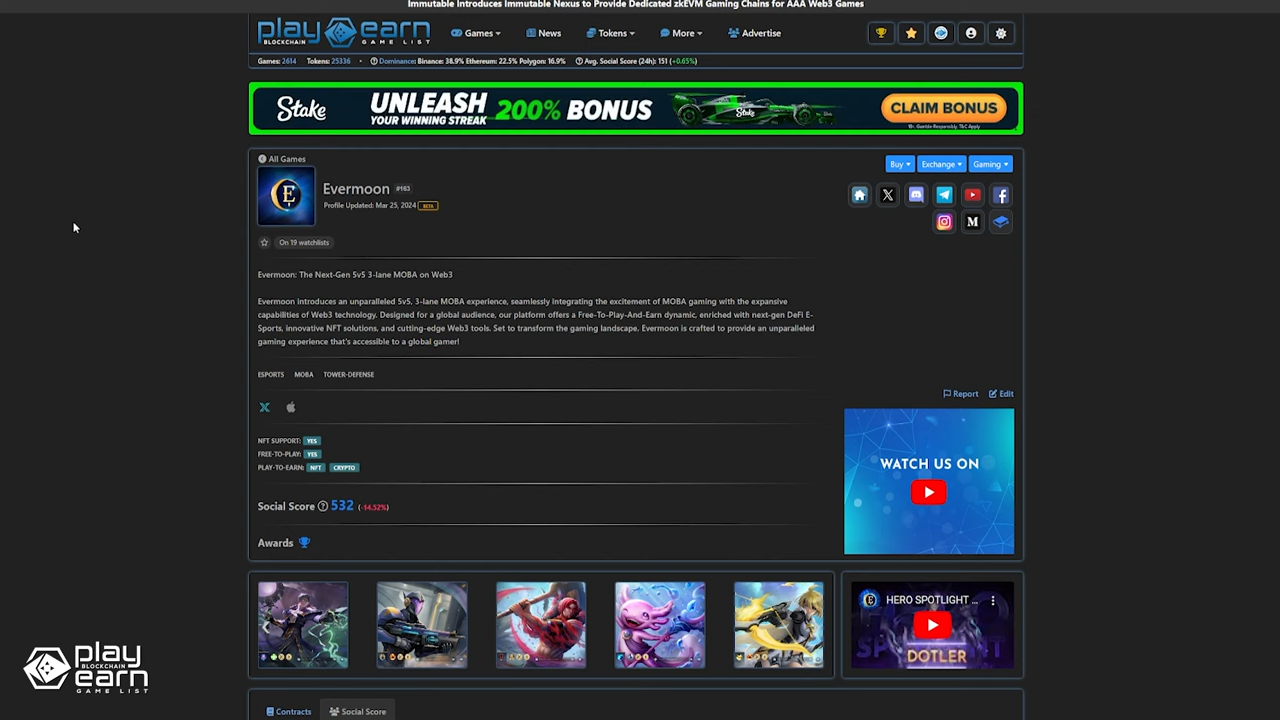 Immutable Introduces Immutable Nexus to Provide Dedicated zkEVM Gaming Chains for AAA Web3 Games
play earn
BLOCKCHAIN GAME LIST
Games
News
Tokens
More
Advertise
Games: 2614 Tokens: 25336 • Dominance: Binance: 38.9% Ethereum: 22.5% Polygon: 16.9% Avg. Social Score (24h): 151 (+0.65%)
Stake
UNLEASH
YOUR WINNING STREAK
200% BONUS
Stake
CLAIM BONUS
18+, Gamble Responsibly, T&C Apply
All Games
Buy
Exchange
Gaming
E
Evermoon #163
Profile Updated: Mar 25, 2024 BETA
On 19 watchlists
Evermoon: The Next-Gen 5v5 3-lane MOBA on Web3
Evermoon introduces an unparalleled 5v5, 3-lane MOBA experience, seamlessly integrating the excitement of MOBA gaming with the expansive
capabilities of Web3 technology. Designed for a global audience, our platform offers a Free-To-Play-And-Earn dynamic, enriched with next-gen DeFi E-
Sports, innovative NFT solutions, and cutting-edge Web3 tools. Set to transform the gaming landscape. Evermoon is crafted to provide an unparalleled
gaming experience that's accessible to a global gamer!
ESPORTS MOBA TOWER-DEFENSE
Report
Edit
NFT SUPPORT: YES
FREE-TO-PLAY: YES
PLAY-TO-EARN: NFT CRYPTO
Social Score 532 (-14.52%)
Awards
WATCH US ON
E
HERO SPOTLIGHT ...
DOTLER
Contracts
Social Score
play earn
BLOCKCHAIN
GAME LIST